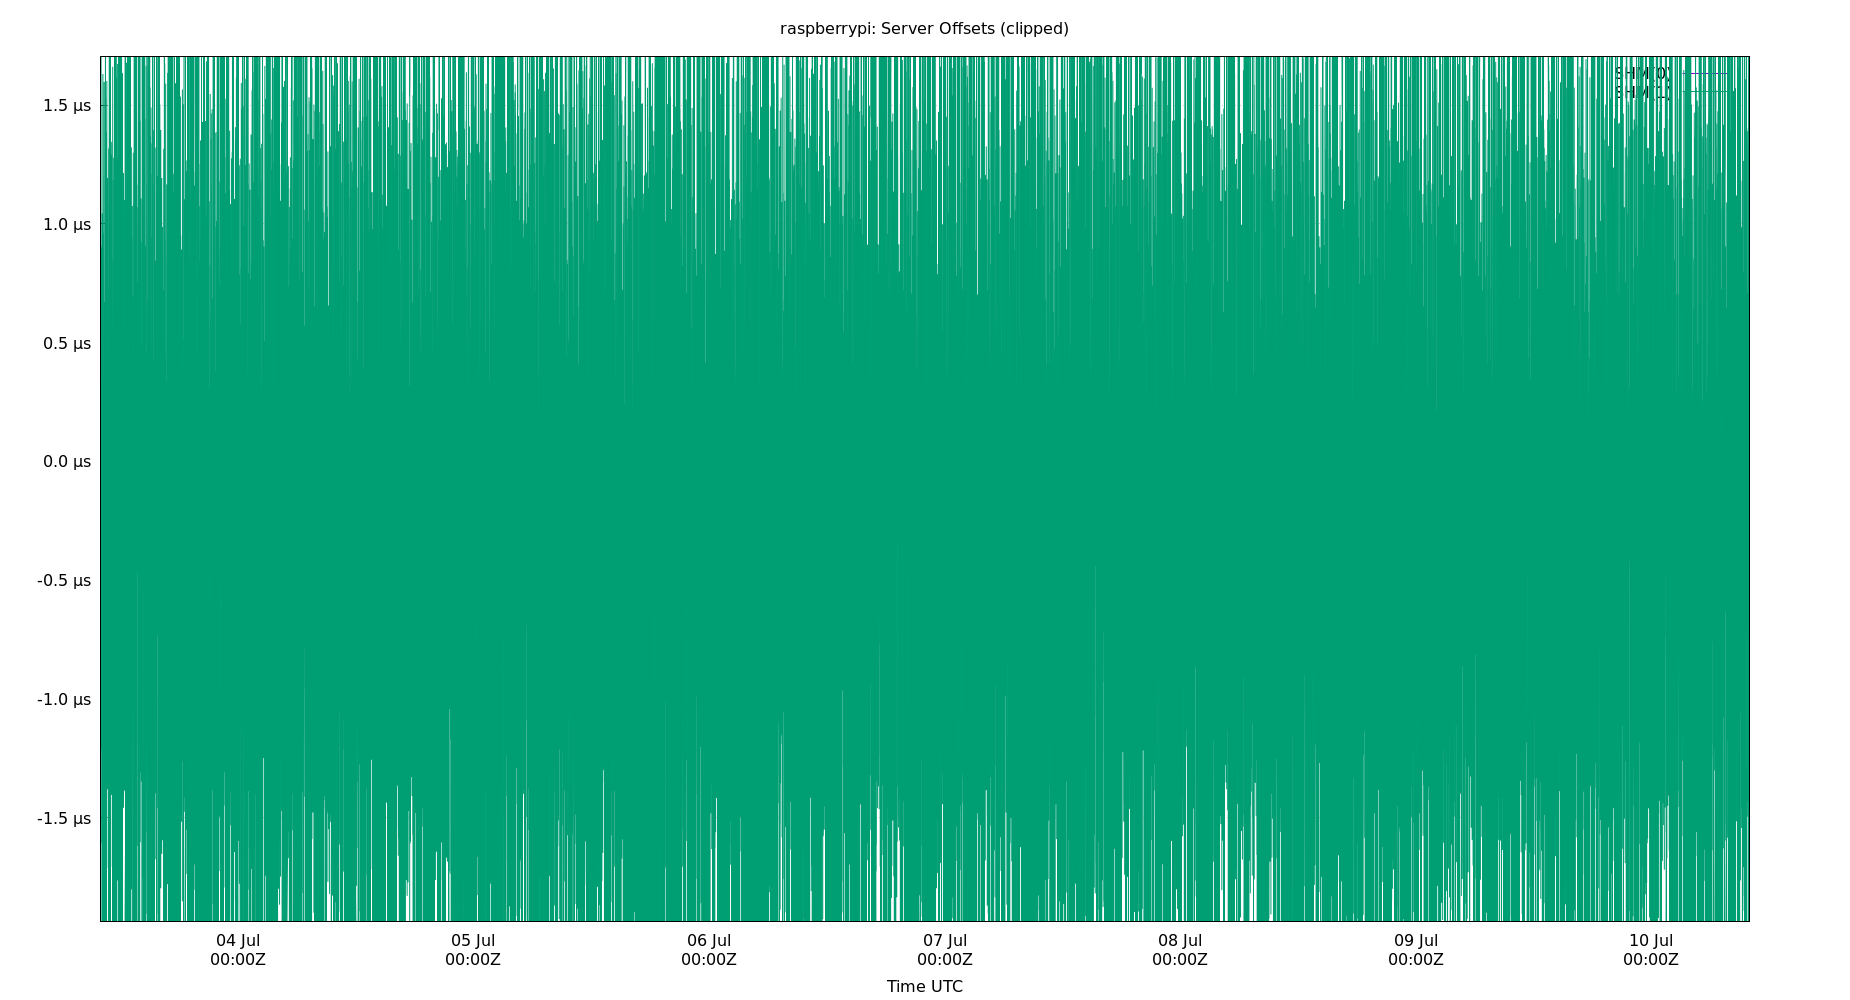 raspberrypi: Server Offsets (clipped)
SHM(0)
1.5 µs
1.0 µs
0.5 µs
0.0 µs
-0.5 µs
-1.0 µs
-1.5 µs
04 Jul 05 Jul 06 Jul 07 Jul 08 Jul 09 Jul 10 Jul
00:00Z 00:00Z 00:00Z 00:00Z 00:00Z 00:00Z 00:00Z
Time UTC